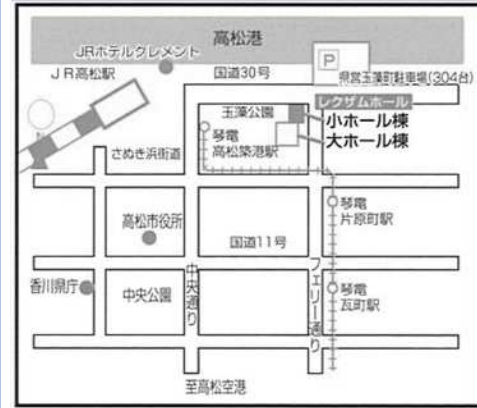 高松港
JRホテルクレメント
JR高松駅
国道30号
P
県営玉藻町駐車場(304台)
レクザムホール
玉藻公園
小ホール棟
大ホール棟
琴電
高松築港駅
さぬき浜街道
琴電
片原町駅
高松市役所
国道11号
香川県庁
中央公園
中央通り
フェリー通り
琴電
瓦町駅
至高松空港